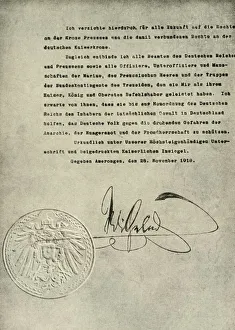 Ich verzichte hierdurch für alle Zukunft auf die Rechte
an der Krone Preussens und die damit verbundenen Rechte an der
deutschen Kaiserkrone.
Zugleich entbinde ich alle Beamten des Deutschen Reichs
und Preussens sowie alle Offiziere, Unteroffiziere und Mann-
schaften der Marine, des Preussischen Heeres und der Truppen
der Bundeskontingente des Treueides, den sie Mir als ihrem
Kaiser, König und Obersten Befehlshaber geleistet haben. Ich
erwarte von ihnen, dass sie bis zur Neuordnung des Deutschen
Reichs den Inhabern der tatsächlichen Gewalt in Deutschland
helfen, das Deutsche Volk gegen die drohenden Gefahren der
Anarchie, der Hungersnot und der Fremdherrschaft zu schützen.
Urkundlich unter Unserer Höchsteigenhändigen Unter-
schrift und beigedrucktem Kaiserlichen Insiegel.
Gegeben Amerongen, den 28. November 1918.
Wilhelm